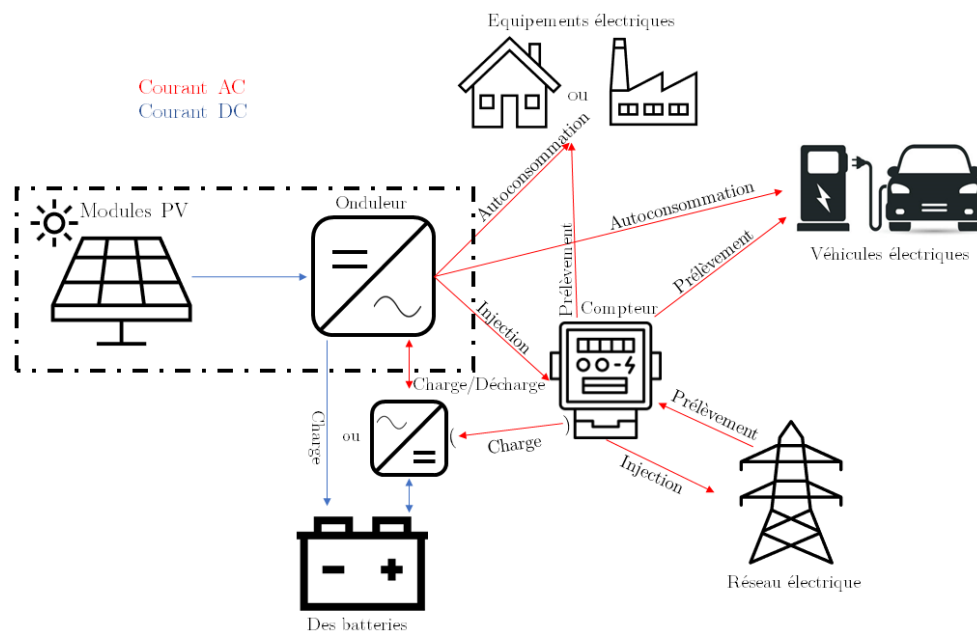 Equipements électriques
ou
Courant AC
Courant DC
Autoconsommation
Autoconsommation
Modules PV
Onduleur
Véhicules électriques
Prélèvement
Prélèvement
Compteur
Injection
Charge/Décharge
Prélèvement
Charge
ou
(
)
Charge
Injection
Réseau électrique
Des batteries